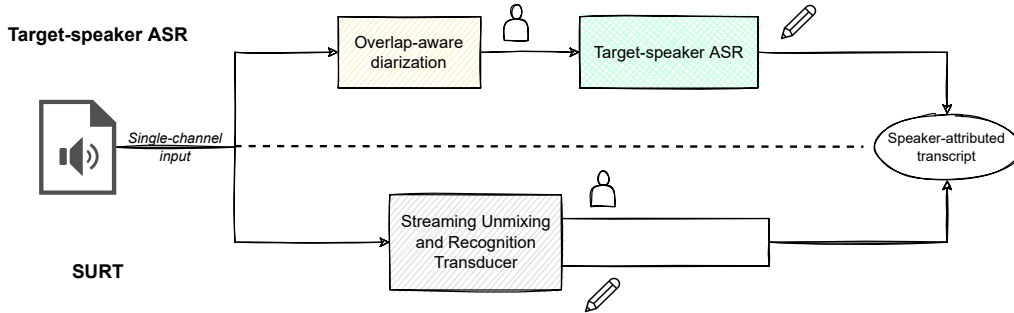 Target-speaker ASR
Overlap-aware
diarization
Target-speaker ASR
Single-channel
input
Speaker-attributed
transcript
Streaming Unmixing
and Recognition
Transducer
SURT